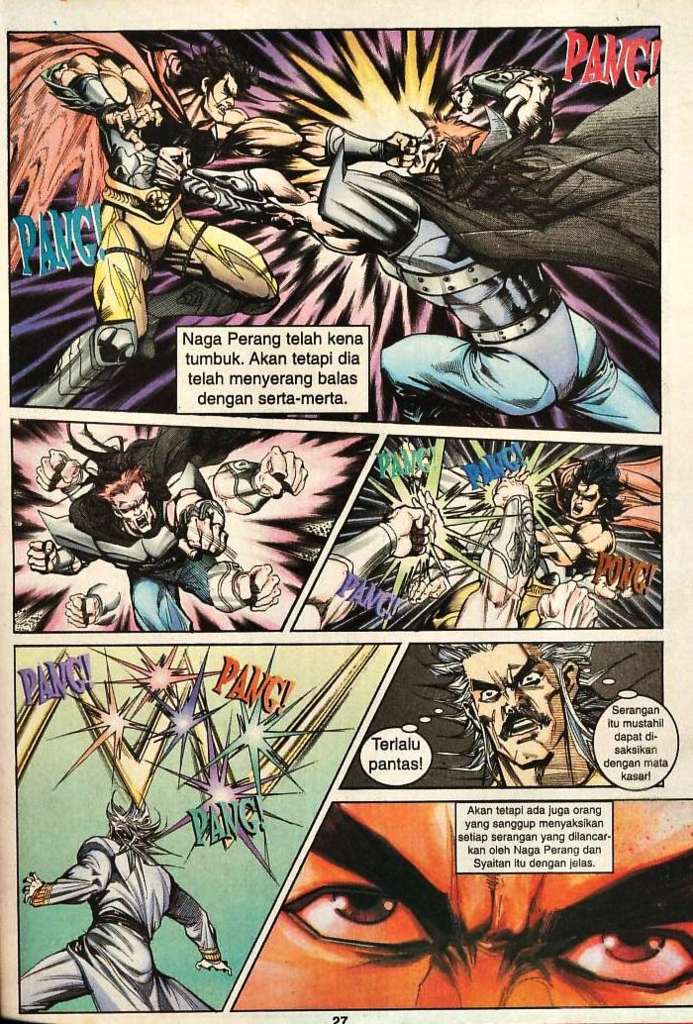 PANG!
PANG!
Naga Perang telah kena
tumbuk. Akan tetapi dia
telah menyerang balas
dengan serta-merta.
PANG!
PANG!
PONG!
PANG!
PANG!
PANG!
PANG!
Terlalu
pantas!
Serangan
itu mustahil
dapat di-
saksikan
dengan mata
kasar!
Akan tetapi ada juga orang
yang sanggup menyaksikan
setiap serangan yang dilancar-
kan oleh Naga Perang dan
Syaitan itu dengan jelas.
27